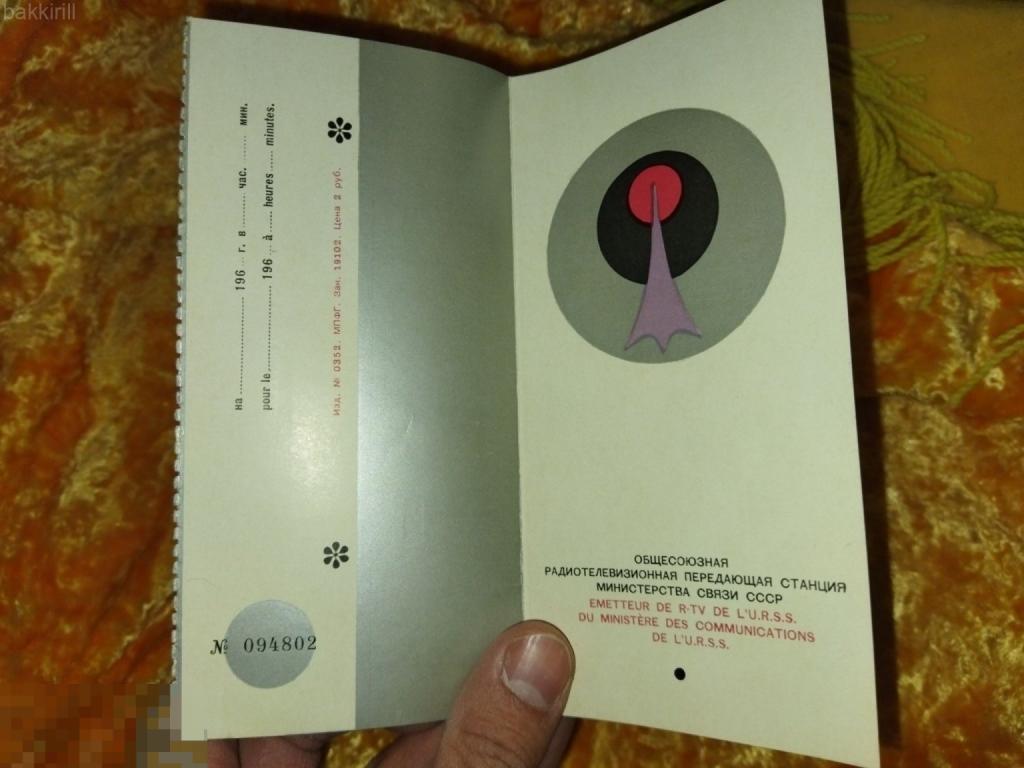 bakkirill
на ........ 196 г. в ........ час. ........ мин.
pour le ........ 196 .. à ..... heures ..... minutes.
Изд. № 0352. МПФГ. Зак. 19102. Цена 2 руб.
№ 094802
ОБЩЕСОЮЗНАЯ
РАДИОТЕЛЕВИЗИОННАЯ ПЕРЕДАЮЩАЯ СТАНЦИЯ
МИНИСТЕРСТВА СВЯЗИ СССР
EMETTEUR DE R-TV DE L'U.R.S.S.
DU MINISTÈRE DES COMMUNICATIONS
DE L'U.R.S.S.